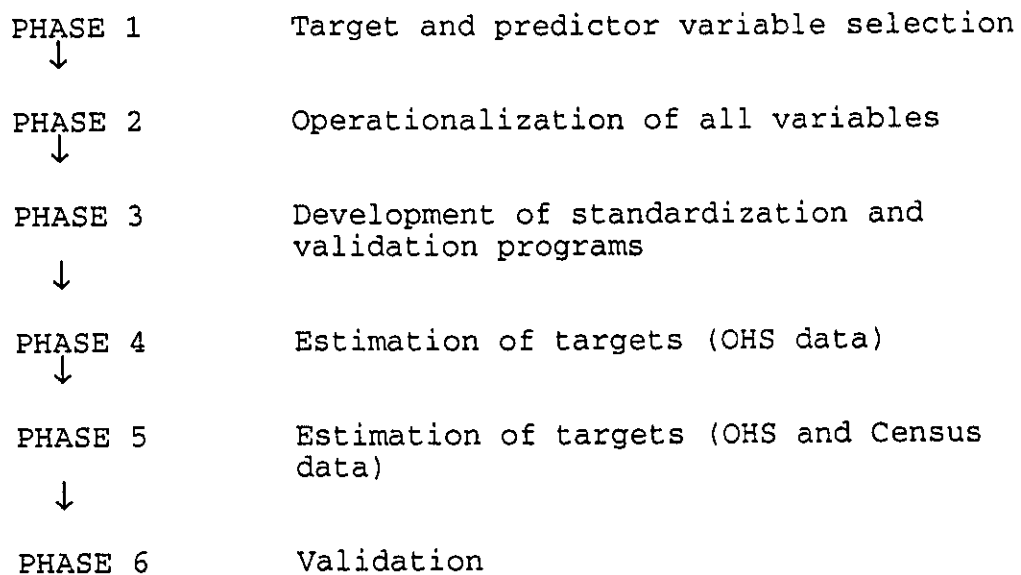 PHASE 1 Target and predictor variable selection
↓
PHASE 2 Operationalization of all variables
↓
PHASE 3 Development of standardization and
validation programs
↓
PHASE 4 Estimation of targets (OHS data)
↓
PHASE 5 Estimation of targets (OHS and Census
data)
↓
PHASE 6 Validation